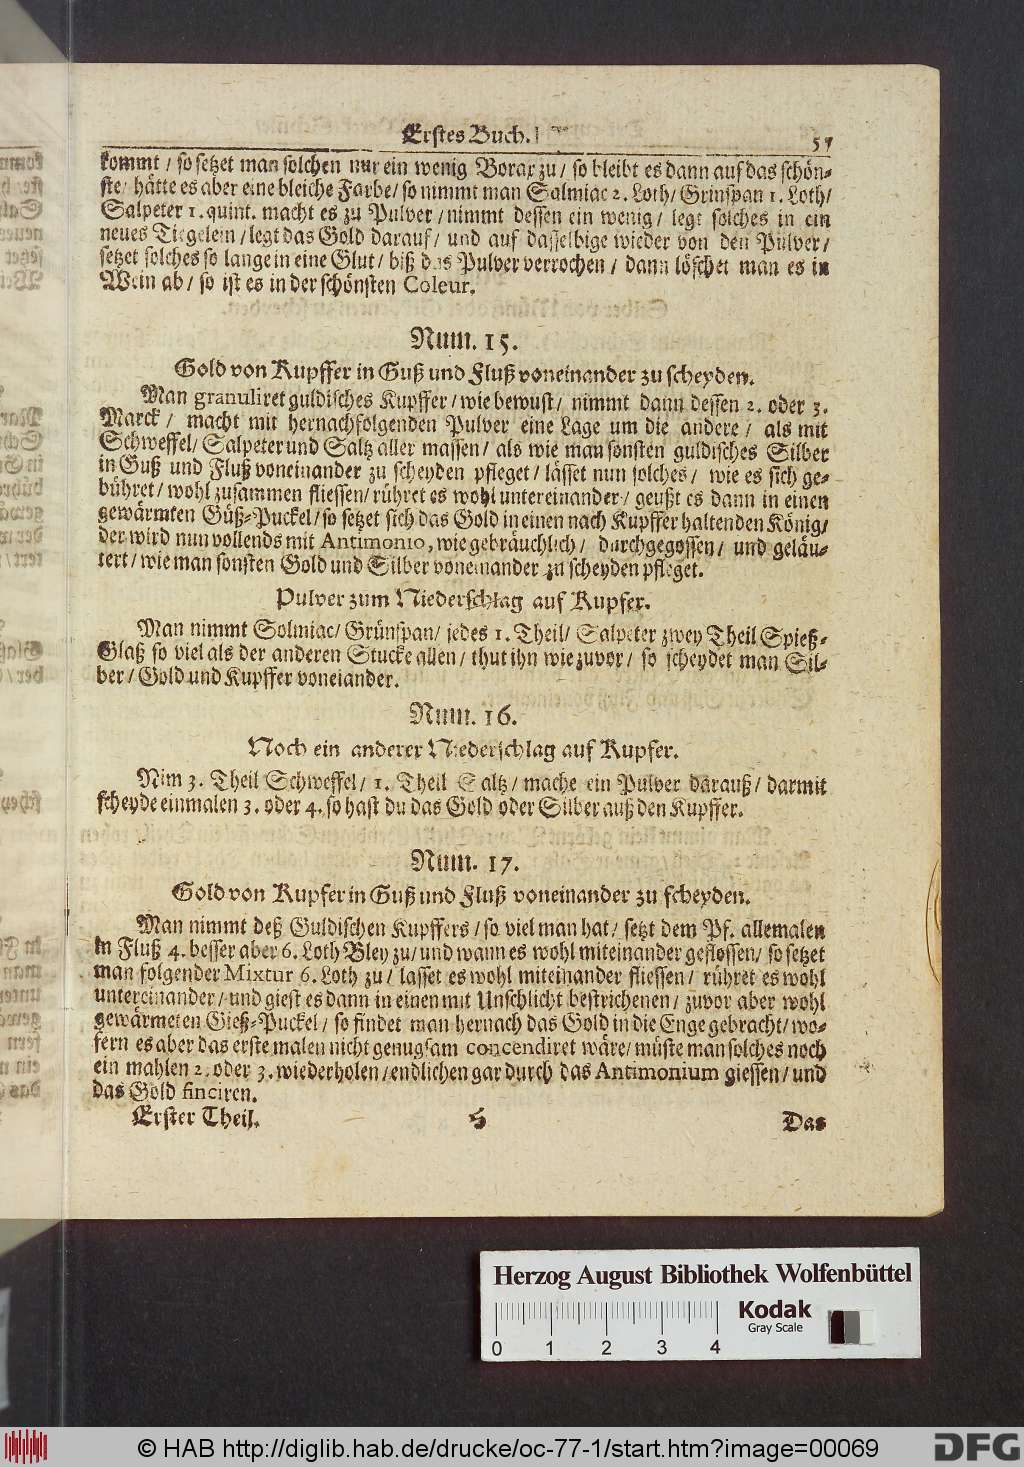 Erstes Buch. 57
kommt / so setzet man solchen nur ein wenig Borax zu / so bleibt es dann auf das schön-
ste / hätte es aber eine bleiche Farbe / so nimmt man Salmiac 2. Loth / Grinspan 1. Loth /
Salpeter 1. quint. macht es zu Pulver / nimmt dessen ein wenig / legt solches in ein
neues Tiegelein / legt das Gold darauf / und auf dasselbige wieder von den Pulver /
setzet solches so lange in eine Glut / biß das Pulver verrochen / dann löschet man es in
Wein ab / so ist es in der schönsten Coleur.
Num. 15.
Gold von Kupffer in Guß und Fluß voneinander zu scheyden.
Man granuliret guldisches Kupffer / wie bewust / nimmt dann dessen 2. oder 3.
Marck / macht mit hernachfolgenden Pulver eine Lage um die andere / als mit
Schweffel / Salpeter und Saltz aller massen / als wie man sonsten guldisches Silber
in Guß und Fluß voneinander zu scheyden pfleget / lässet nun solches / wie es sich ge-
bühret / wohl zusammen fliessen / rühret es wohl untereinander / geußt es dann in einen
gewärmten Güß-Puckel / so setzet sich das Gold in einen nach Kupffer haltenden König /
der wird nun vollends mit Antimonio, wie gebräuchlich / durchgegossen / und geläu-
tert / wie man sonsten Gold und Silber voneinander zu scheyden pfleget.
Pulver zum Niederschlag auf Kupfer.
Man nimmt Solmiac / Grünspan / jedes 1. Theil / Salpeter zwey Theil Spieß-
Glaß so viel als der anderen Stucke allen / thut ihn wie zuvor / so scheydet man Sil-
ber / Gold und Kupffer voneiander.
Num. 16.
Noch ein anderer Niederschlag auf Kupfer.
Nim 3. Theil Schweffel / 1. Theil Saltz / mache ein Pulver darauß / darmit
scheyde einmalen 3. oder 4. so hast du das Gold oder Silber auß den Kupffer.
Num. 17.
Gold von Kupfer in Guß und Fluß voneinander zu scheyden.
Man nimmt deß Guldischen Kupffers / so viel man hat / setzt dem Pf. allemalen
in Fluß 4. besser aber 6. Loth Bley zu / und wann es wohl miteinander geflossen / so setzet
man folgender Mixtur 6. Loth zu / lasset es wohl miteinander fliessen / rühret es wohl
untereinander / und giest es dann in einen mit Unschlicht bestrichenen / zuvor aber wohl
gewärmeten Gieß-Puckel / so findet man hernach das Gold in die Enge gebracht / wo-
fern es aber das erste malen nicht genugsam concendiret wäre / müste man solches noch
ein mahlen 2. oder 3. wiederholen / endlichen gar durch das Antimonium giessen / und
das Gold finciren.
Erster Theil. H Das
Herzog August Bibliothek Wolfenbüttel
Kodak
Gray Scale
0 1 2 3 4
© HAB http://diglib.hab.de/drucke/oc-77-1/start.htm?image=00069
DFG